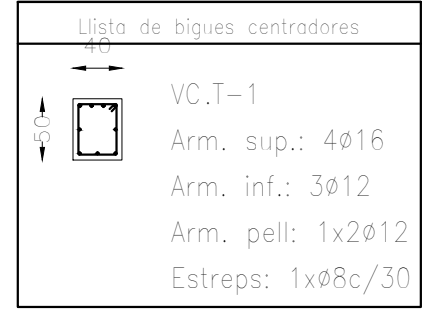 Llista de bigues centradores
40
50
VC.T-1
Arm. sup.: 4ø16
Arm. inf.: 3ø12
Arm. pell: 1x2ø12
Estreps: 1xø8c/30